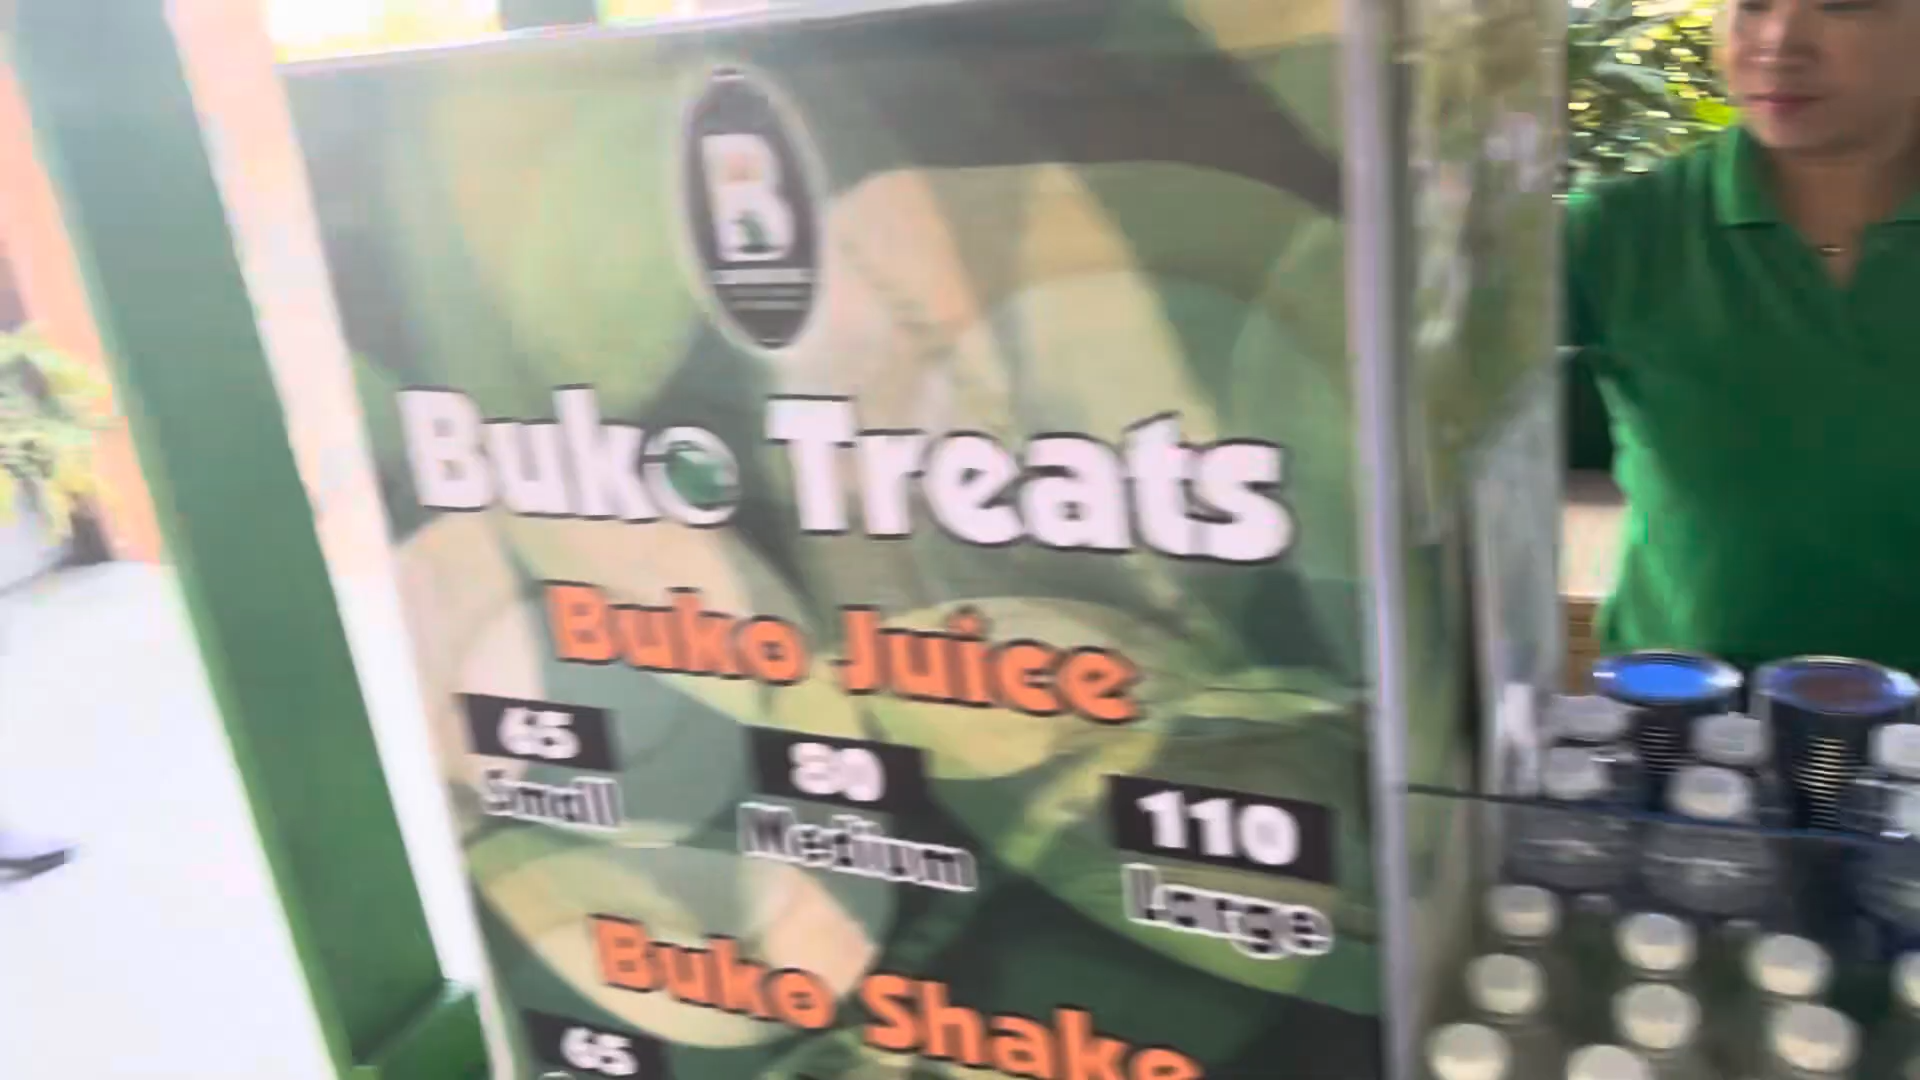 B
Buko Treats
Buko Juice
65 80 110
Small Medium Large
Buko Shake
65